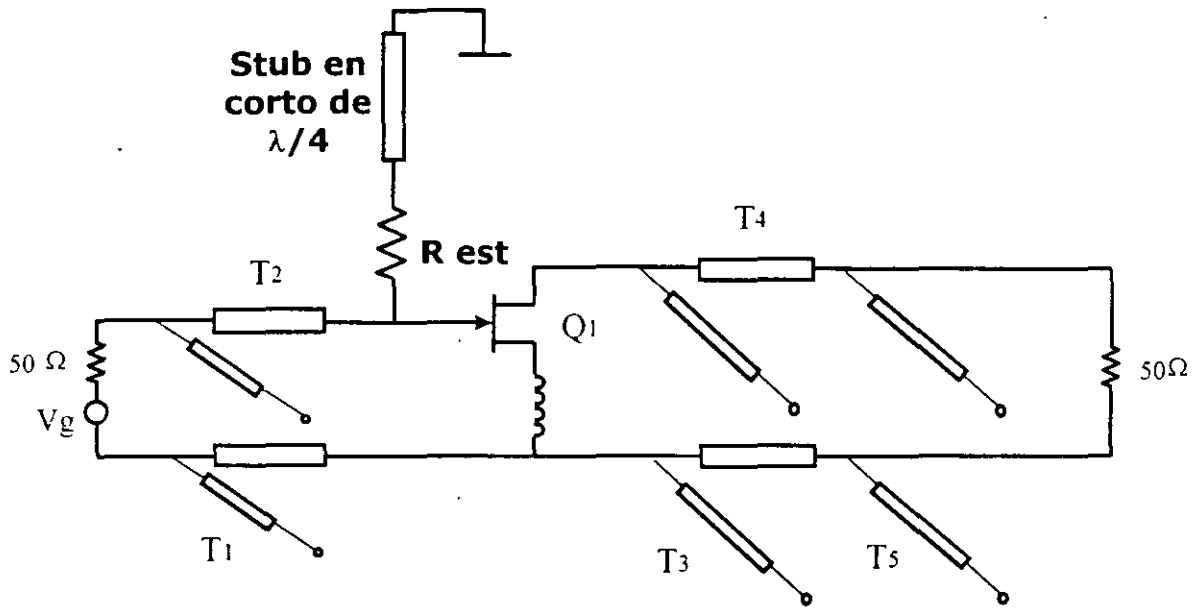 Stub en
corto de
λ/4
R est
T4
T2
Q1
50 Ω
Vg
50Ω
T1
T3
T5